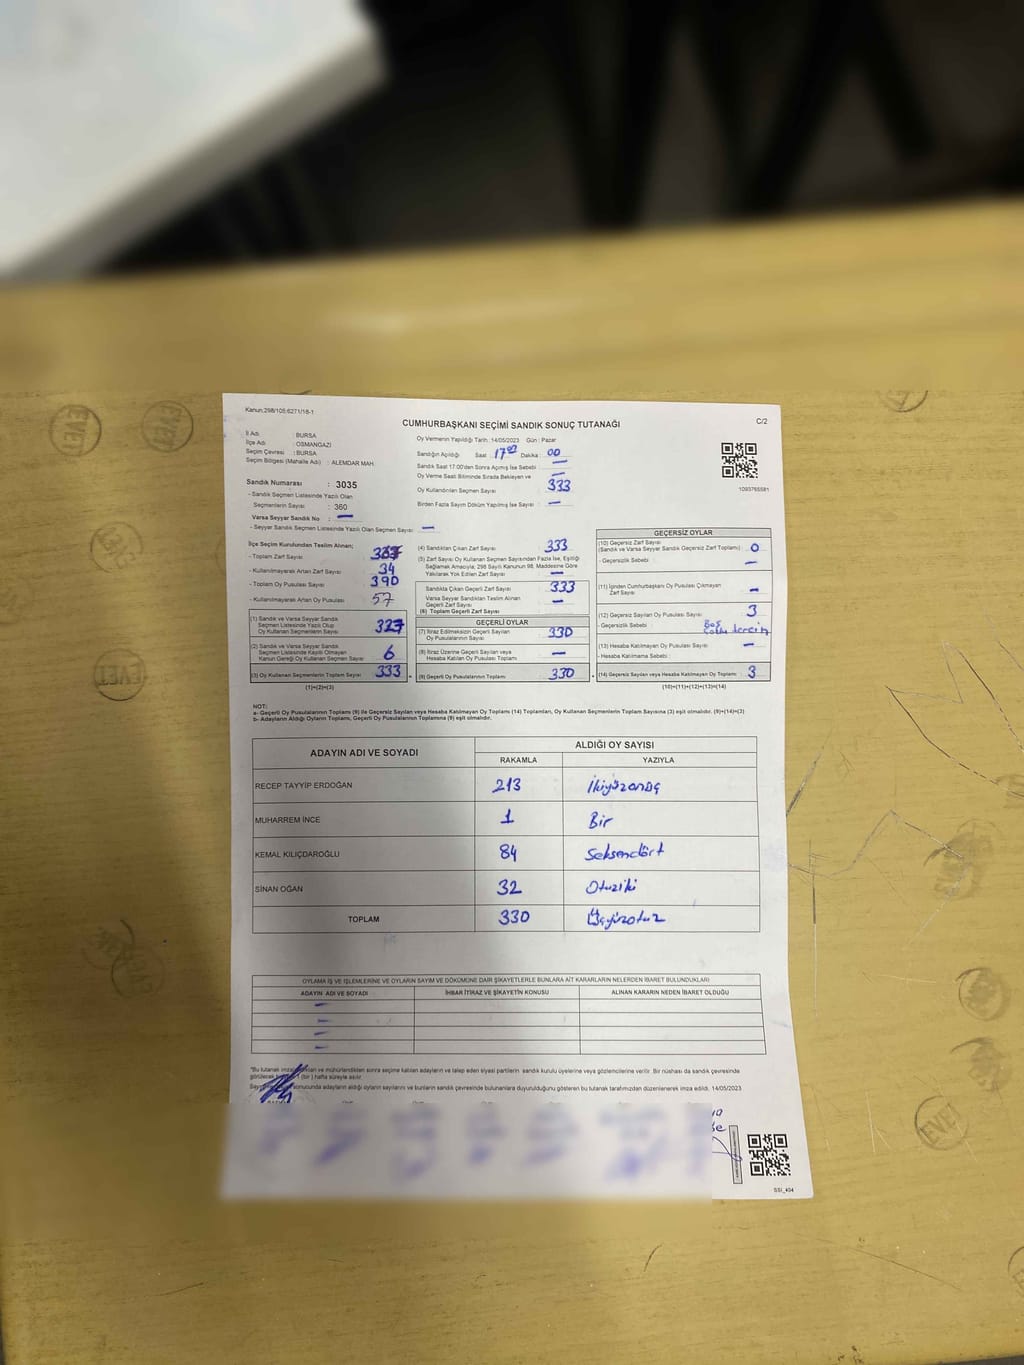 Kanun,298/105;6271/18-1
CUMHURBAŞKANI SEÇİMİ SANDIK SONUÇ TUTANAĞI
C/2
İl Adı : BURSA
İlçe Adı : OSMANGAZİ
Seçim Çevresi : BURSA
Seçim Bölgesi (Mahalle Adı) : ALEMDAR MAH
Sandık Numarası : 3035
- Sandık Seçmen Listesinde Yazılı Olan
Seçmenlerin Sayısı : 360
Varsa Seyyar Sandık No : —
- Seyyar Sandık Seçmen Listesinde Yazılı Olan Seçmen Sayısı : —
Oy Vermenin Yapıldığı Tarih : 14/05/2023 Gün : Pazar
Sandığın Açıldığı Saat : 17 00 Dakika : 00
Sandık Saat 17:00'den Sonra Açılmış İse Sebebi : —
Oy Verme Saati Bitiminde Sırada Bekleyen ve : —
Oy Kullandırılan Seçmen Sayısı : 333
Birden Fazla Sayım Döküm Yapılmış İse Sayısı : —
1093765581
İlçe Seçim Kurulundan Teslim Alınan;
- Toplam Zarf Sayısı
- Kullanılmayarak Artan Zarf Sayısı : 34
- Toplam Oy Pusulası Sayısı : 390
- Kullanılmayarak Artan Oy Pusulası : 57
(1) Sandık ve Varsa Seyyar Sandık
Seçmen Listesinde Yazılı Olup
Oy Kullanan Seçmenlerin Sayısı : 327
(2) Sandık ve Varsa Seyyar Sandık
Seçmen Listesinde Kayıtlı Olmayan
Kanun Gereği Oy Kullanan Seçmen Sayısı : 6
(3) Oy Kullanan Seçmenlerin Toplam Sayısı : 333
(1)+(2)=(3)
(4) Sandıktan Çıkan Zarf Sayısı : 333
(5) Zarf Sayısı Oy Kullanan Seçmen Sayısından Fazla İse, Eşitliği
Sağlamak Amacıyla; 298 Sayılı Kanunun 98. Maddesine Göre
Yakılarak Yok Edilen Zarf Sayısı : —
Sandıkta Çıkan Geçerli Zarf Sayısı : 333
Varsa Seyyar Sandıktan Teslim Alınan
Geçerli Zarf Sayısı : —
(6) Toplam Geçerli Zarf Sayısı :
GEÇERLİ OYLAR
(7) İtiraz Edilmeksizin Geçerli Sayılan
Oy Pusulalarının Sayısı : 330
(8) İtiraz Üzerine Geçerli Sayılan veya
Hesaba Katılan Oy Pusulası Toplamı : —
(9) Geçerli Oy Pusulalarının Toplamı : 330
GEÇERSİZ OYLAR
(10) Geçersiz Zarf Sayısı
(Sandık ve Varsa Seyyar Sandık Geçersiz Zarf Toplamı) : 0
- Geçersizlik Sebebi : —
(11) İçinden Cumhurbaşkanı Oy Pusulası Çıkmayan
Zarf Sayısı : —
(12) Geçersiz Sayılan Oy Pusulası Sayısı : 3
- Geçersizlik Sebebi : Boş
tercih
(13) Hesaba Katılmayan Oy Pusulası Sayısı : —
- Hesaba Katılmama Sebebi :
(14) Geçersiz Sayılan veya Hesaba Katılmayan Oy Toplamı : 3
(10)+(11)+(12)+(13)=(14)
NOT:
a- Geçerli Oy Pusulalarının Toplamı (9) ile Geçersiz Sayılan veya Hesaba Katılmayan Oy Toplamı (14) Toplamları, Oy Kullanan Seçmenlerin Toplam Sayısına (3) eşit olmalıdır. (9)+(14)=(3)
b- Adayların Aldığı Oyların Toplamı, Geçerli Oy Pusulalarının Toplamına (9) eşit olmalıdır.
ADAYIN ADI VE SOYADI ALDIĞI OY SAYISI
RAKAMLA YAZIYLA
RECEP TAYYİP ERDOĞAN 213 İkiyüzonüç
MUHARREM İNCE 1 Bir
KEMAL KILIÇDAROĞLU 84 Seksendört
SİNAN OĞAN 32 Otuziki
TOPLAM 330 Üçyüzotuz
OYLAMA İŞ VE İŞLEMLERİNE VE OYLARIN SAYIM VE DÖKÜMÜNE DAİR ŞİKAYETLERLE BUNLARA AİT KARARLARIN NELERDEN İBARET BULUNDUKLARI
ADAYIN ADI VE SOYADI İHBAR İTİRAZ VE ŞİKAYETİN KONUSU ALINAN KARARIN NEDEN İBARET OLDUĞU
—
—
—
—
"Bu tutanak ve mühürlendikten sonra seçime katılan adayların ve talep eden siyasi partilerin sandık kurulu üyelerine veya gözlemcilerine verilir. Bir nüshası da sandık çevresinde
(bir) hafta süreyle asılır.
sonucunda adayların aldığı oyların sayılarını ve bunların sandık çevresinde bulunanlara duyurulduğunu gösteren bu tutanak tarafımızdan düzenlenerek imza edildi. 14/05/2023
SSİ_404
EVET
EVET
EVET
EVET